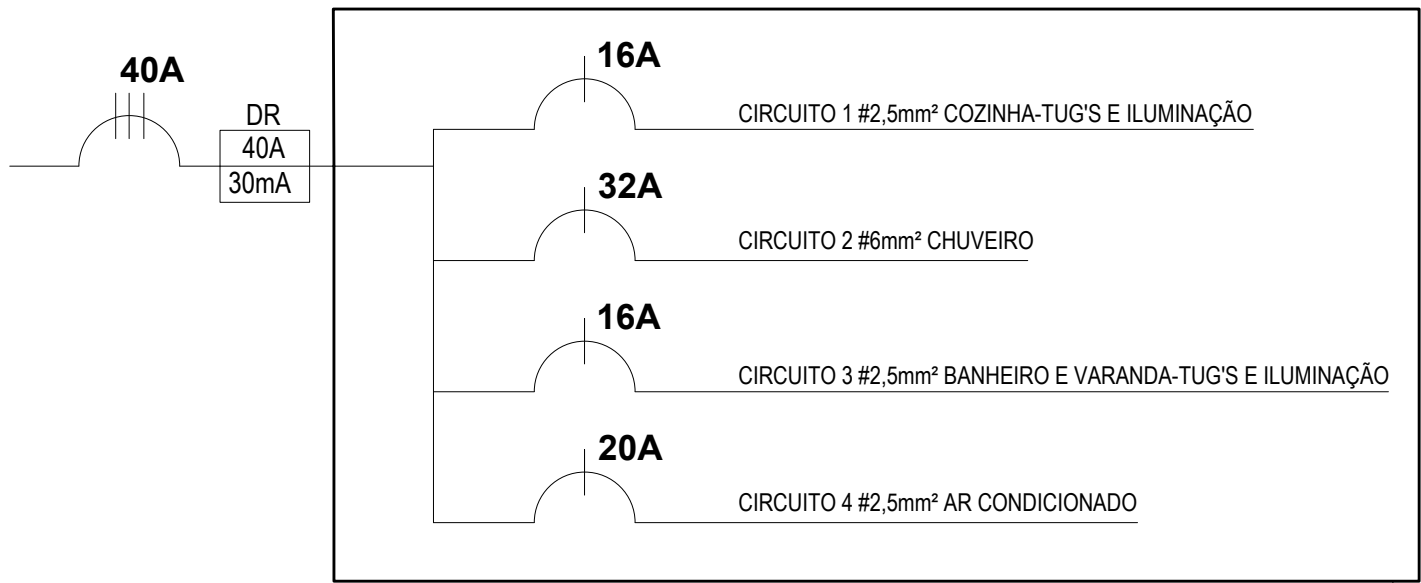 40A
DR
40A
30mA
16A
CIRCUITO 1 #2,5mm² COZINHA-TUG'S E ILUMINAÇÃO
32A
CIRCUITO 2 #6mm² CHUVEIRO
16A
CIRCUITO 3 #2,5mm² BANHEIRO E VARANDA-TUG'S E ILUMINAÇÃO
20A
CIRCUITO 4 #2,5mm² AR CONDICIONADO